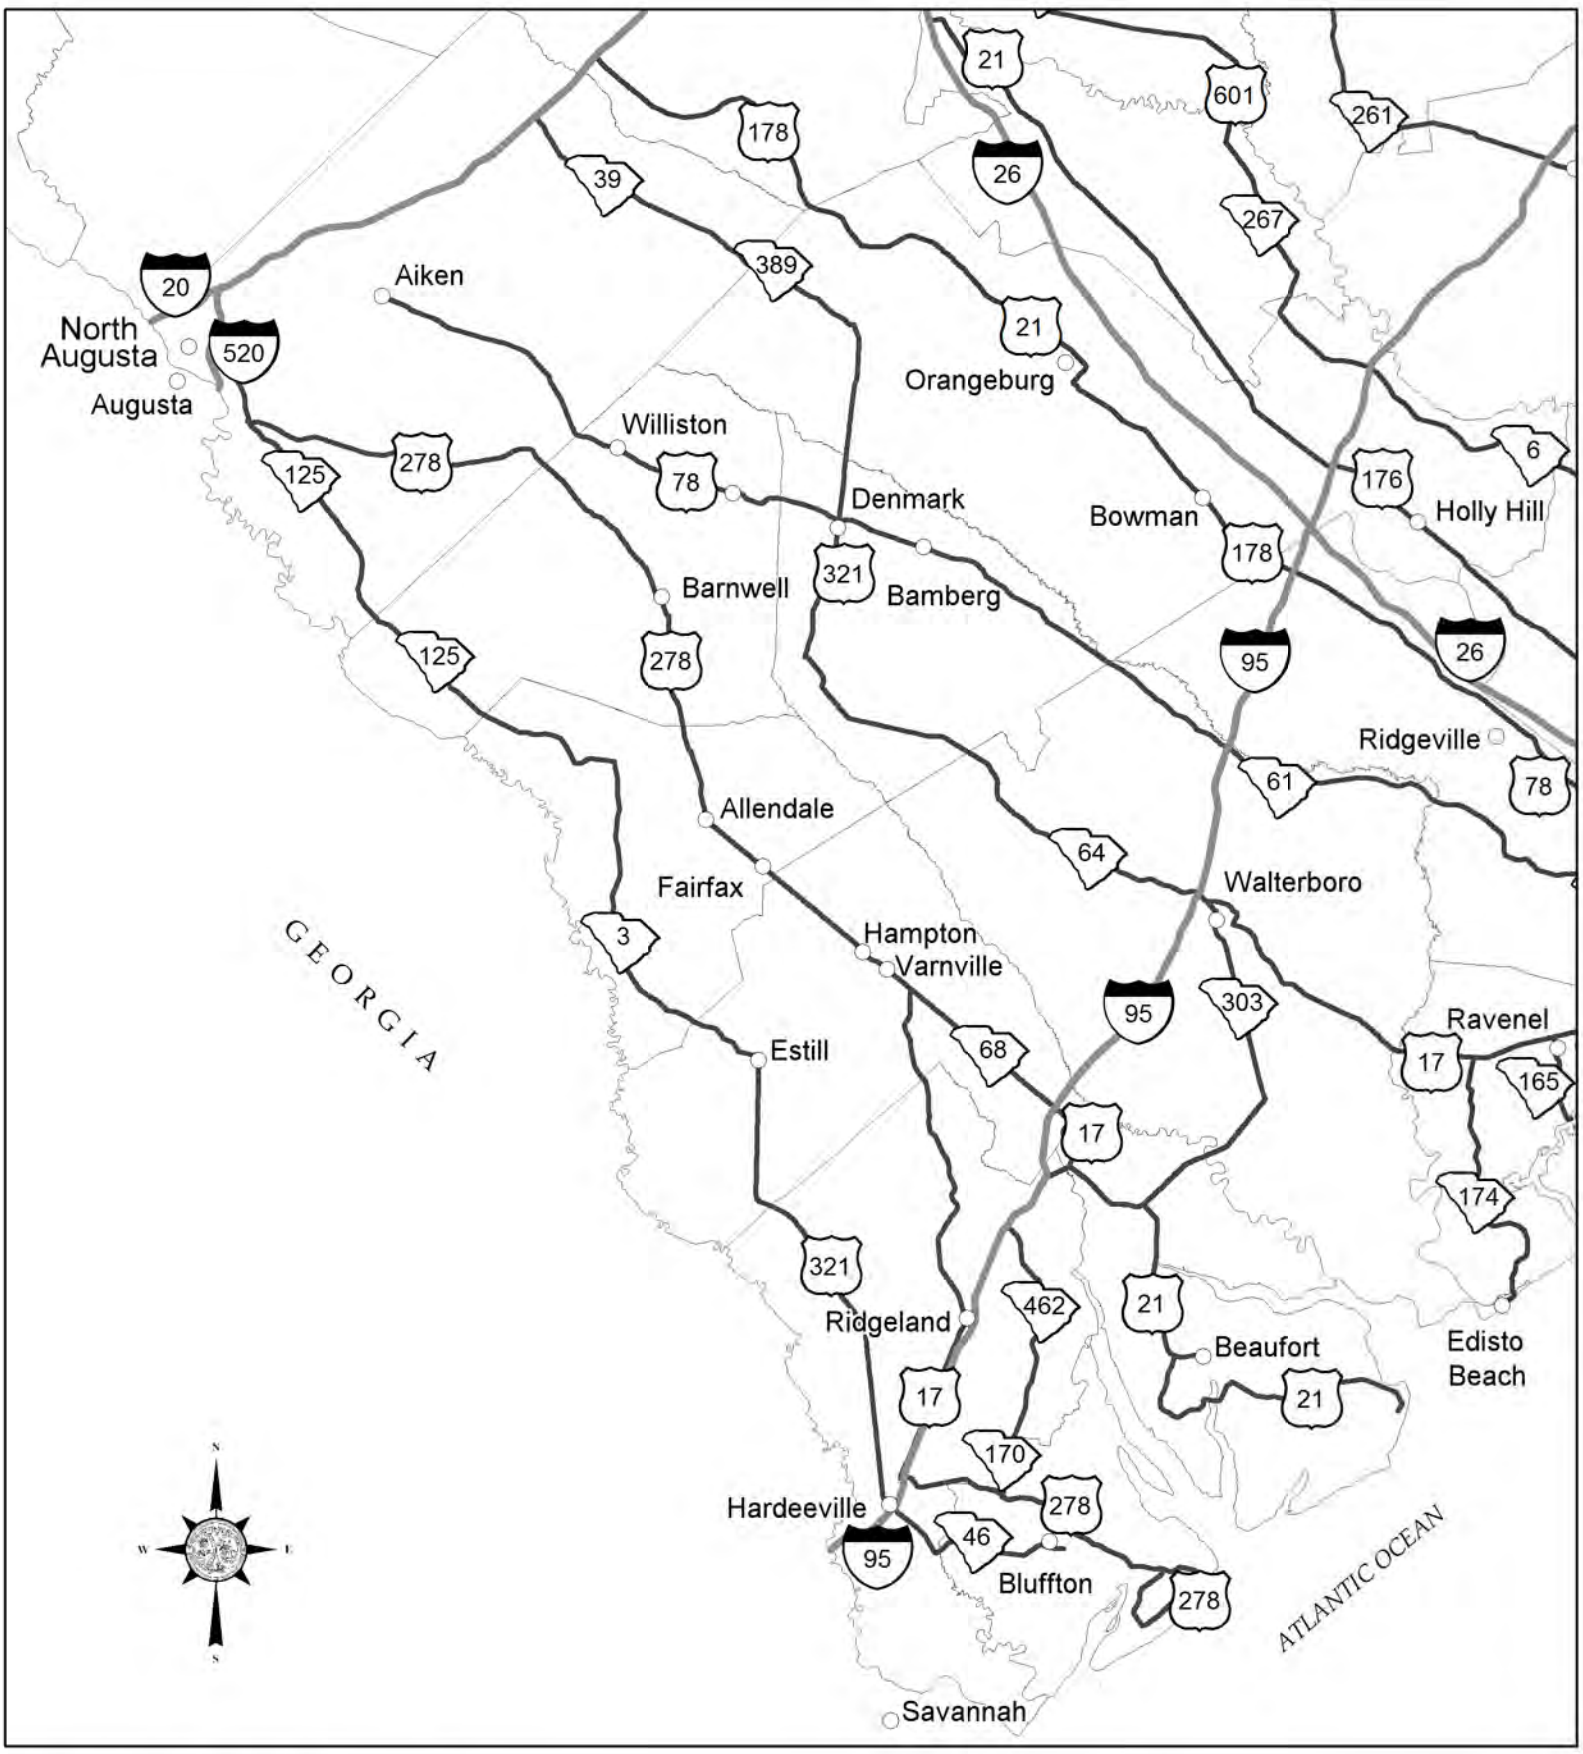 21
601
261
178
26
39
267
389
20
Aiken
North
Augusta
520
21
Orangeburg
Augusta
Williston
278
125
78
Denmark
176
6
Bowman
Holly Hill
178
321
Bamberg
Barnwell
125
278
95
26
Ridgeville
61
78
Allendale
64
Fairfax
Walterboro
3
GEORGIA
Hampton
Varnville
95
303
Ravenel
68
Estill
17
165
17
174
321
462
21
Ridgeland
Beaufort
Edisto
Beach
17
21
170
N
W
E
S
Hardeeville
278
46
95
Bluffton
278
ATLANTIC OCEAN
Savannah